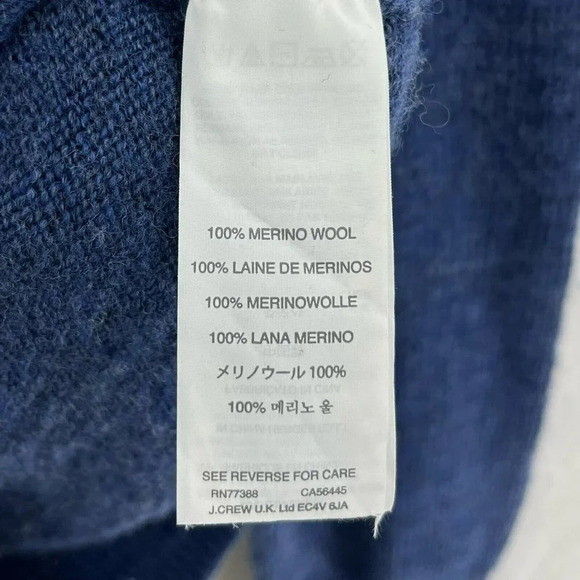 100% MERINO WOOL
100% LAINE DE MERINOS
100% MERINOWOLLE
100% LANA MERINO
メリノウール 100%
100% 메리노 울
SEE REVERSE FOR CARE
RN77388 CA56445
J.CREW U.K. Ltd EC4V 6JA